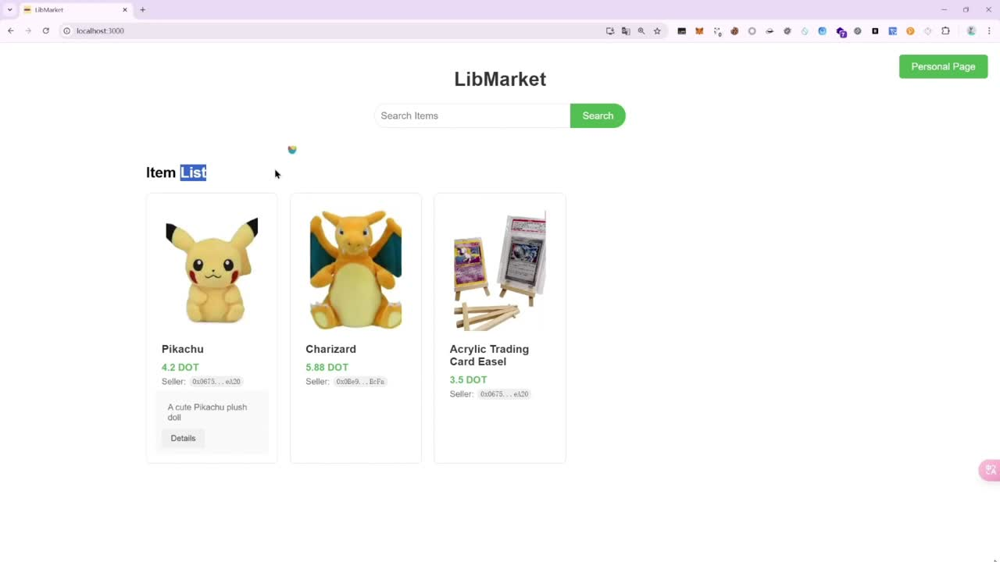 LibMarket
localhost:3000
Personal Page
LibMarket
Search Items
Search
Item List
Pikachu
4.2 DOT
Seller: 0x0675...eA20
A cute Pikachu plush
doll
Details
Charizard
5.88 DOT
Seller: 0x0Be9...BcFa
Acrylic Trading
Card Easel
3.5 DOT
Seller: 0x0675...eA20